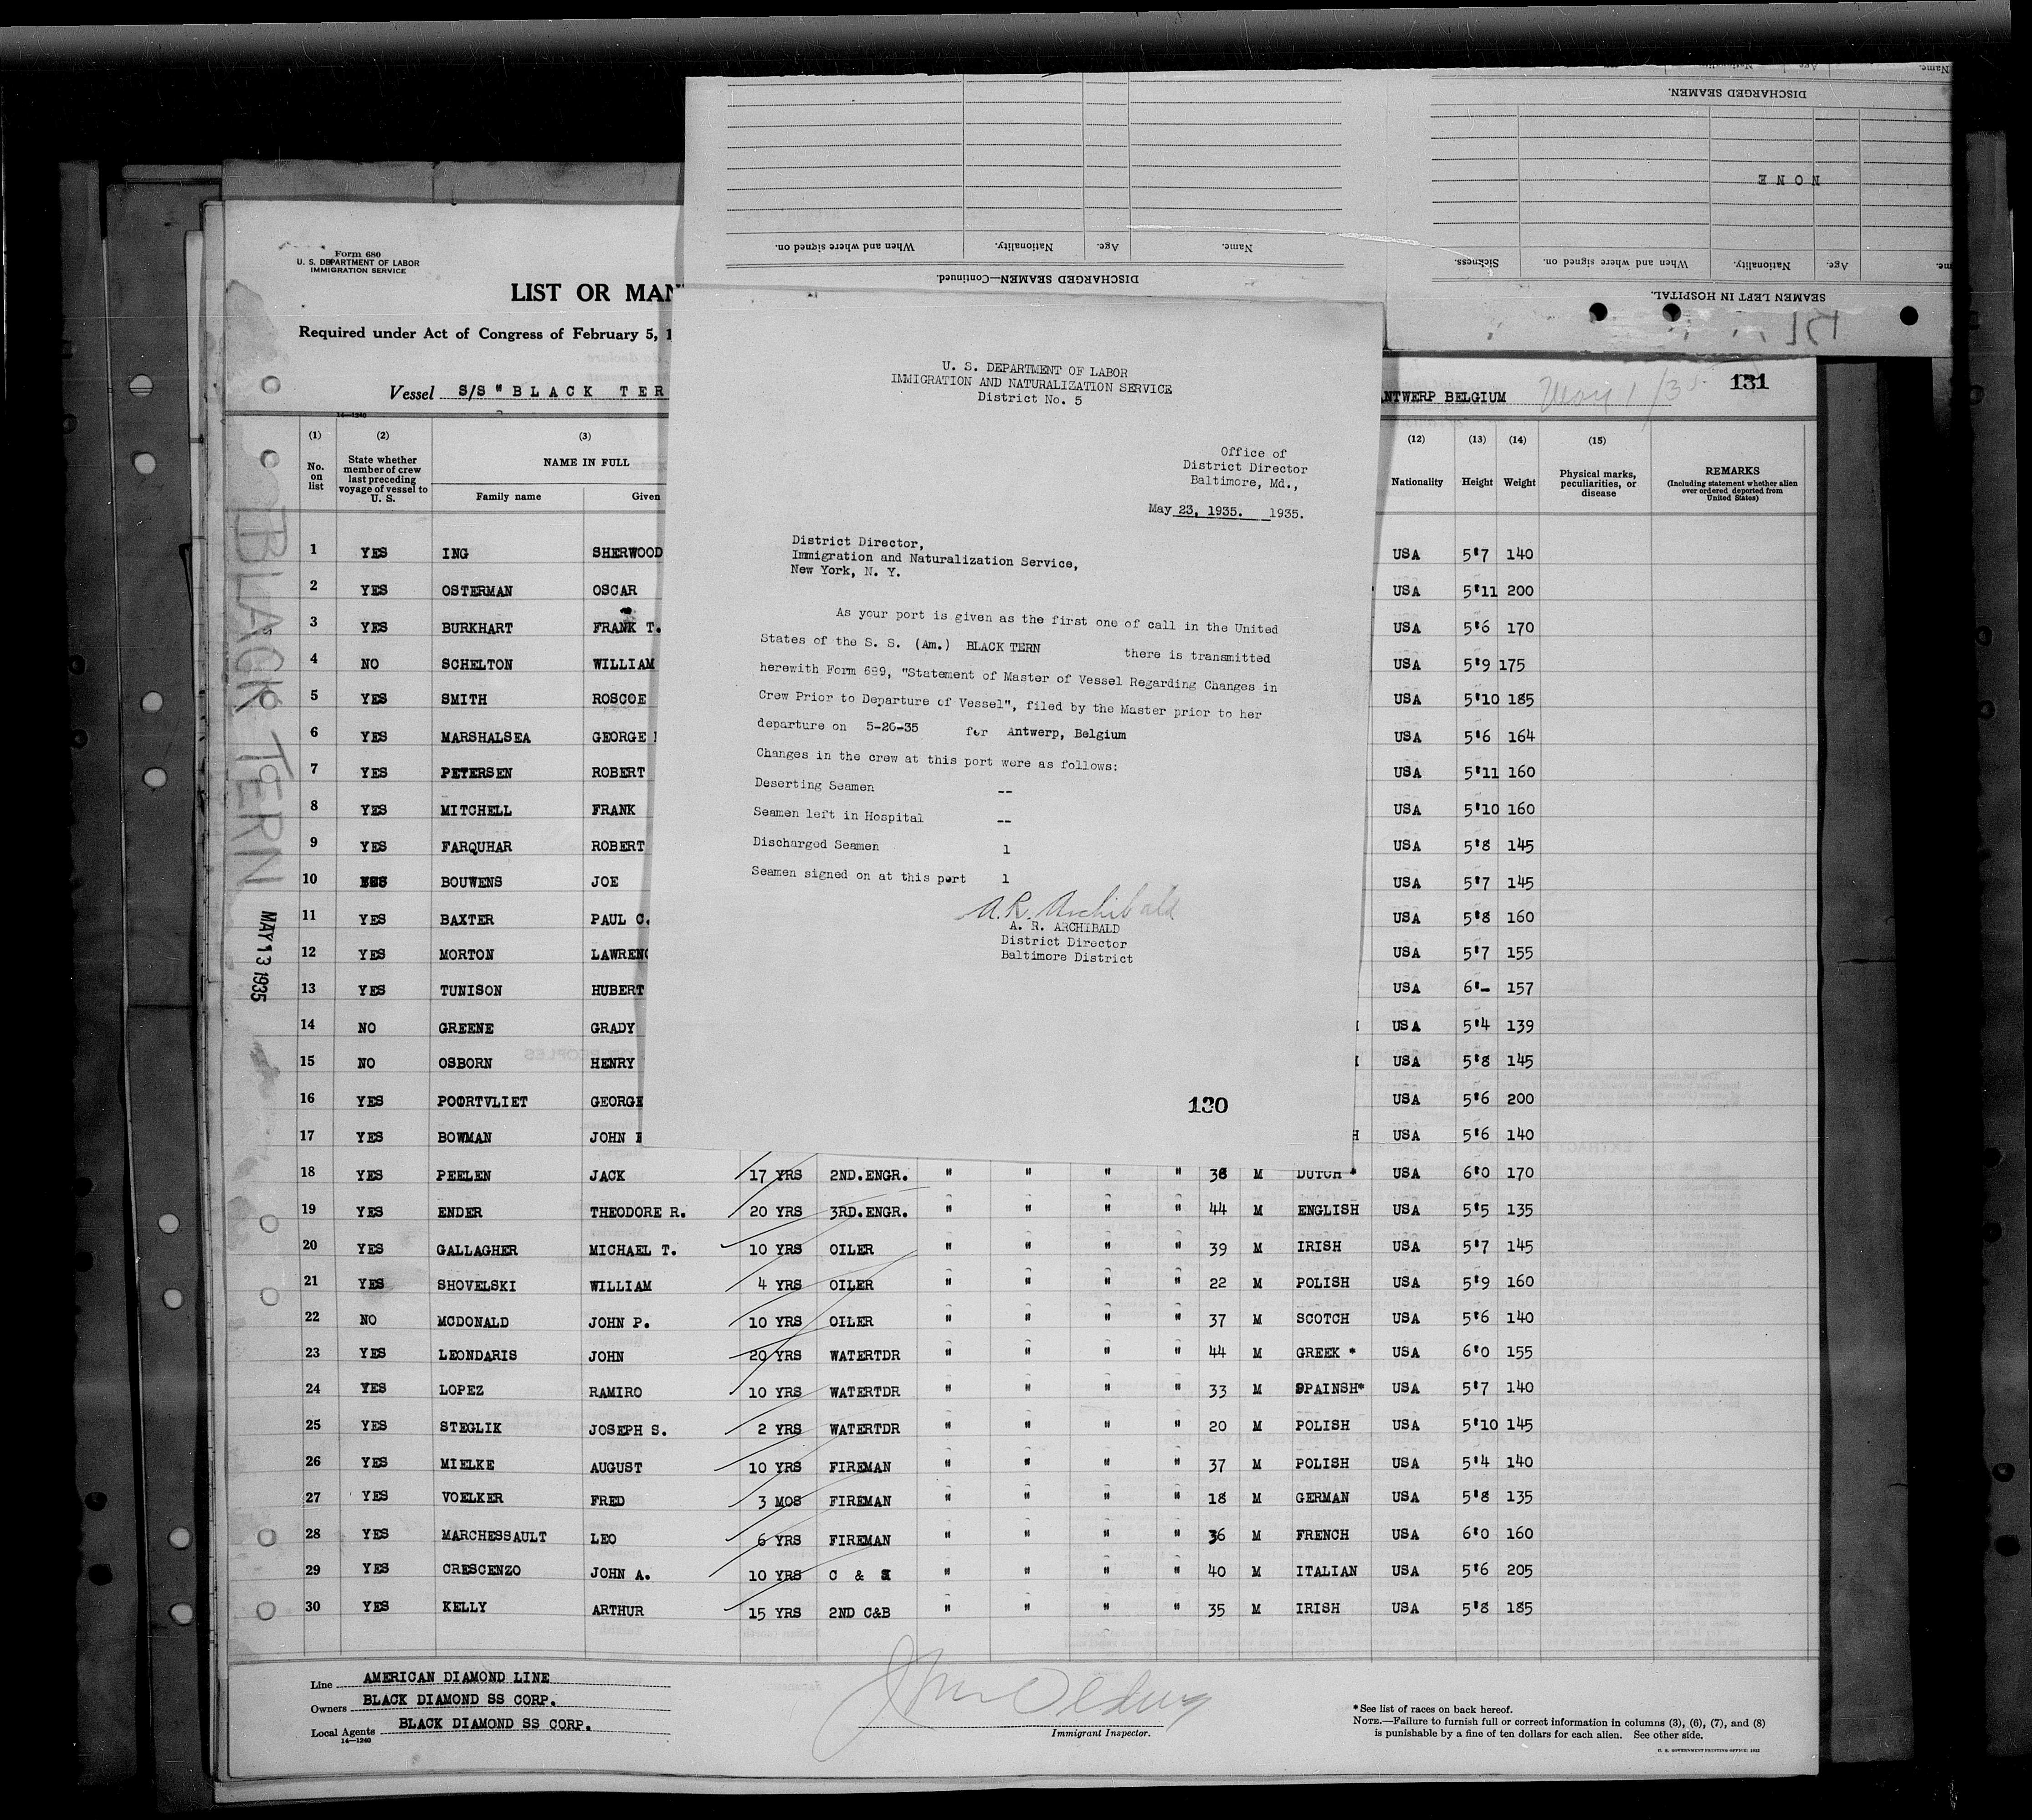 DISCHARGED SEAMEN.
Name. Age. Nationality. When and where signed on.
NONE
SEAMEN LEFT IN HOSPITAL.
Age. Nationality. When and where signed on. Sickness.
DISCHARGED SEAMEN—Continued.
Name. Age. Nationality. When and where signed on.
Form 680
U. S. DEPARTMENT OF LABOR
IMMIGRATION SERVICE
LIST OR MAN
Required under Act of Congress of February 5, 1
Vessel S/S "BLACK TER
ANTWERP BELGIUM May 1/35 131
14—1240
(1) (2) (3) (12) (13) (14) (15)
No. on list
State whether member of crew last preceding voyage of vessel to U. S.
NAME IN FULL
Family name Given
Nationality Height Weight
Physical marks, peculiarities, or disease
REMARKS
(Including statement whether alien ever ordered deported from United States)
BLACK TERN
MAY 13 1935
U. S. DEPARTMENT OF LABOR
IMMIGRATION AND NATURALIZATION SERVICE
District No. 5
Office of
District Director
Baltimore, Md.,
May 23, 1935. 1935.
District Director,
Immigration and Naturalization Service,
New York, N. Y.
As your port is given as the first one of call in the United
States of the S. S. (Am.) BLACK TERN there is transmitted
herewith Form 689, "Statement of Master of Vessel Regarding Changes in
Crew Prior to Departure of Vessel", filed by the Master prior to her
departure on 5-20-35 for Antwerp, Belgium
Changes in the crew at this port were as follows:
Deserting Seamen --
Seamen left in Hospital --
Discharged Seamen 1
Seamen signed on at this port 1
A. R. Archibald
A. R. ARCHIBALD
District Director
Baltimore District
130
1 YES ING SHERWOOD USA 5'7 140
2 YES OSTERMAN OSCAR USA 5'11 200
3 YES BURKHART FRANK T. USA 5'6 170
4 NO SCHELTON WILLIAM USA 5'9 175
5 YES SMITH ROSCOE USA 5'10 185
6 YES MARSHALSEA GEORGE USA 5'6 164
7 YES PETERSEN ROBERT USA 5'11 160
8 YES MITCHELL FRANK USA 5'10 160
9 YES FARQUHAR ROBERT USA 5'8 145
10 YES BOUWENS JOE USA 5'7 145
11 YES BAXTER PAUL C. USA 5'8 160
12 YES MORTON LAWRENC USA 5'7 155
13 YES TUNISON HUBERT USA 6'- 157
14 NO GREENE GRADY USA 5'4 139
15 NO OSBORN HENRY USA 5'8 145
16 YES POORTVLIET GEORGE USA 5'6 200
17 YES BOWMAN JOHN H USA 5'6 140
18 YES PEELEN JACK 17 YRS 2ND.ENGR. " " " " 38 M DUTCH * USA 6'0 170
19 YES ENDER THEODORE R. 20 YRS 3RD.ENGR. " " " " 44 M ENGLISH USA 5'5 135
20 YES GALLAGHER MICHAEL T. 10 YRS OILER " " " " 39 M IRISH USA 5'7 145
21 YES SHOVELSKI WILLIAM 4 YRS OILER " " " " 22 M POLISH USA 5'9 160
22 NO MCDONALD JOHN P. 10 YRS OILER " " " " 37 M SCOTCH USA 5'6 140
23 YES LEONDARIS JOHN 20 YRS WATERTDR " " " " 44 M GREEK * USA 6'0 155
24 YES LOPEZ RAMIRO 10 YRS WATERTDR " " " " 33 M SPAINSH* USA 5'7 140
25 YES STEGLIK JOSEPH S. 2 YRS WATERTDR " " " " 20 M POLISH USA 5'10 145
26 YES MIELKE AUGUST 10 YRS FIREMAN " " " " 37 M POLISH USA 5'4 140
27 YES VOELKER FRED 3 MOS FIREMAN " " " " 18 M GERMAN USA 5'8 135
28 YES MARCHESSAULT LEO 6 YRS FIREMAN " " " " 36 M FRENCH USA 6'0 160
29 YES CRESCENZO JOHN A. 10 YRS C & " " " " 40 M ITALIAN USA 5'6 205
30 YES KELLY ARTHUR 15 YRS 2ND C&B " " " " 35 M IRISH USA 5'8 185
Line AMERICAN DIAMOND LINE
Owners BLACK DIAMOND SS CORP.
Local Agents BLACK DIAMOND SS CORP.
14—1240
Immigrant Inspector.
*See list of races on back hereof.
NOTE.—Failure to furnish full or correct information in columns (3), (6), (7), and (8)
is punishable by a fine of ten dollars for each alien. See other side.
U. S. GOVERNMENT PRINTING OFFICE: 1932